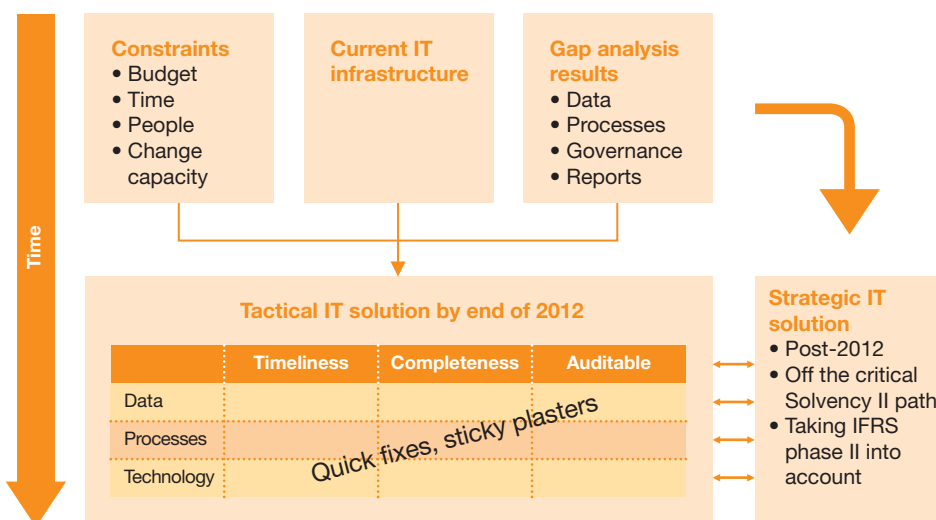 Time
Constraints
• Budget
• Time
• People
• Change
capacity
Current IT
infrastructure
Gap analysis
results
• Data
• Processes
• Governance
• Reports
Tactical IT solution by end of 2012
Timeliness Completeness Auditable
Data
Processes
Technology
Quick fixes, sticky plasters
Strategic IT
solution
• Post-2012
• Off the critical
Solvency II path
• Taking IFRS
phase II into
account